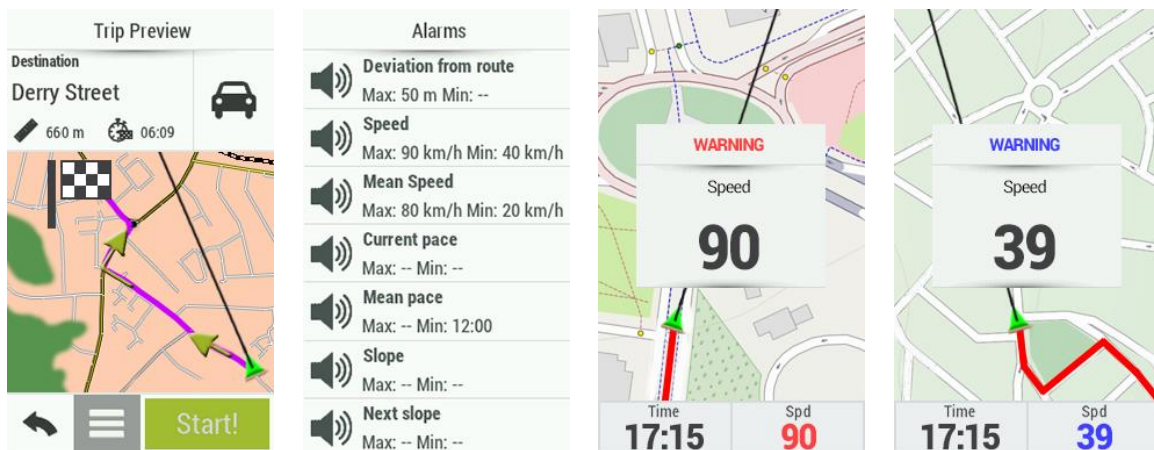 Trip Preview
Destination
Derry Street
660 m 06:09
Start!
Alarms
Deviation from route
Max: 50 m Min: --
Speed
Max: 90 km/h Min: 40 km/h
Mean Speed
Max: 80 km/h Min: 20 km/h
Current pace
Max: -- Min: --
Mean pace
Max: -- Min: 12:00
Slope
Max: -- Min: --
Next slope
Max: -- Min: --
WARNING
Speed
90
Time Spd
17:15 90
WARNING
Speed
39
Time Spd
17:15 39